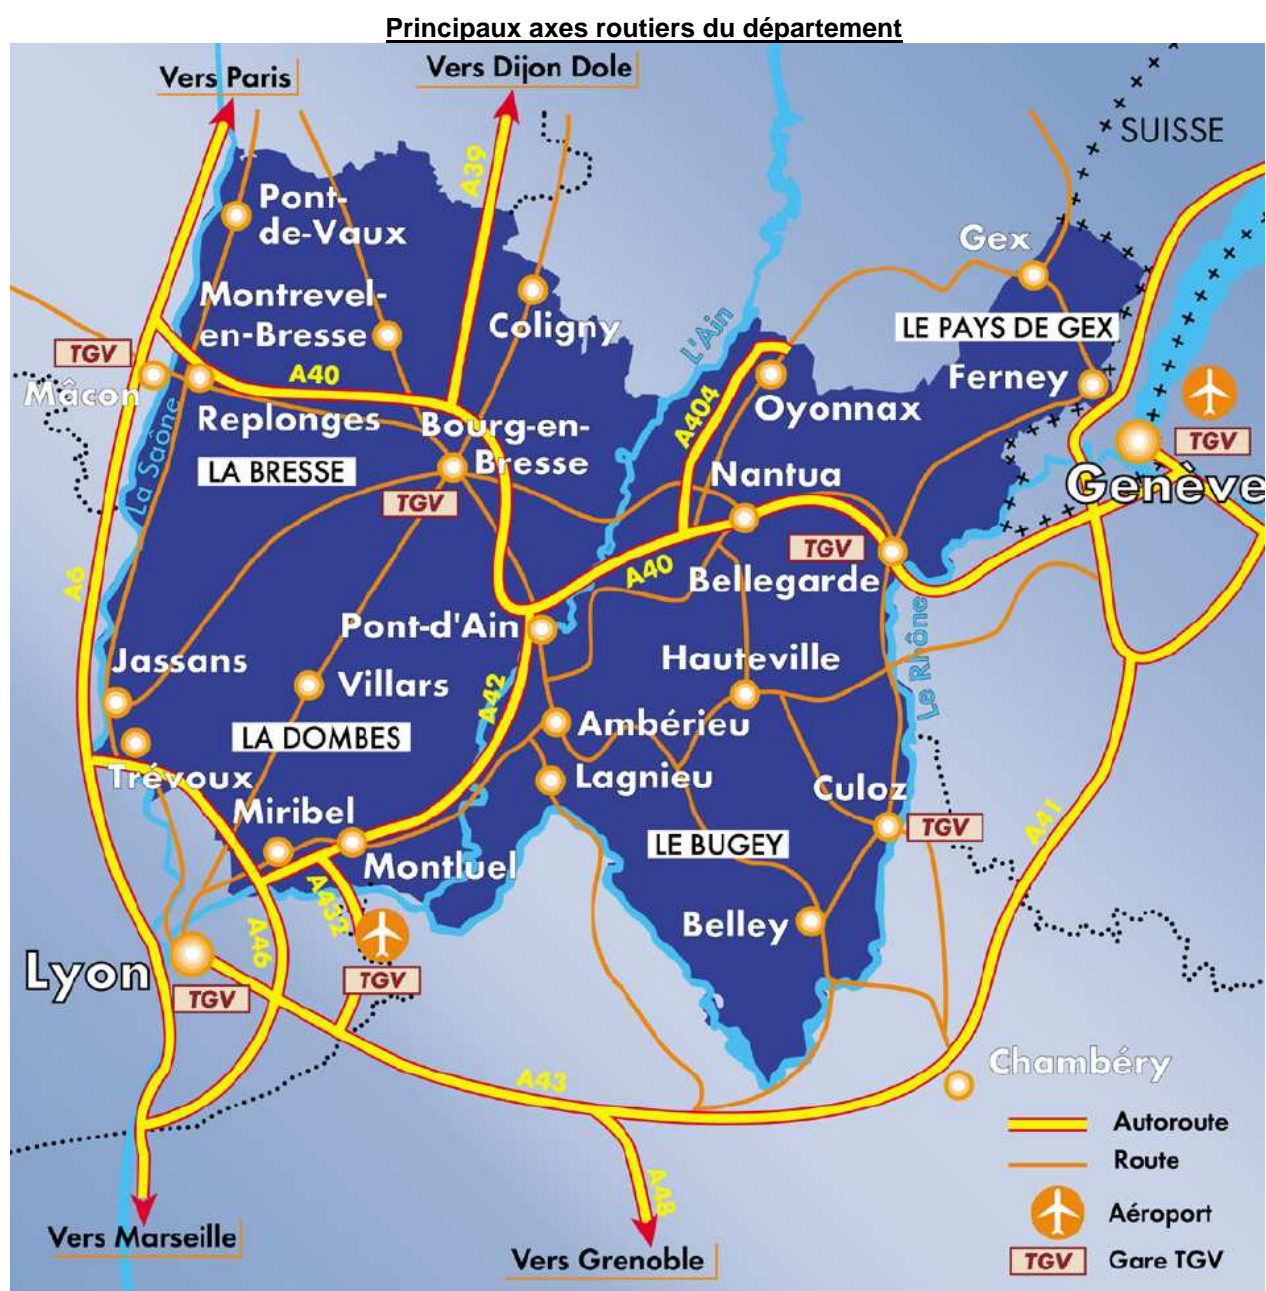 Principaux axes routiers du département
Vers Paris
Vers Dijon Dole
SUISSE
A39
Pont-
de-Vaux
Gex
Montrevel-
en-Bresse
Coligny
L'Ain
LE PAYS DE GEX
TGV
Mâcon
A40
Ferney
Replonges
Oyonnax
A404
Bourg-en-
Bresse
TGV
La Saône
LA BRESSE
Nantua
Genève
TGV
TGV
A6
A40
Bellegarde
Pont-d'Ain
Le Rhône
Jassans
Hauteville
Villars
A42
LA DOMBES
Ambérieu
Trévoux
Lagnieu
Culoz
Miribel
TGV
A41
LE BUGEY
Montluel
A432
A46
Belley
Lyon
TGV
TGV
A43
Chambéry
Autoroute
Route
A48
Aéroport
Vers Marseille
Vers Grenoble
TGV
Gare TGV